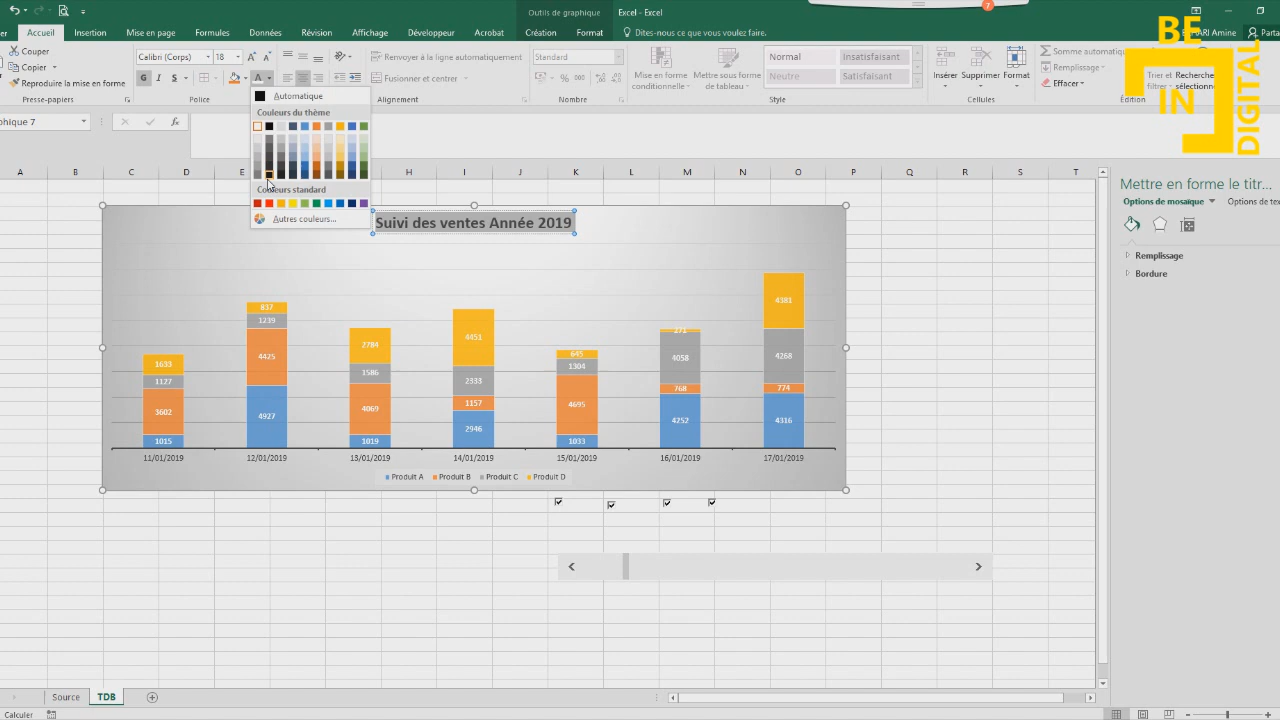 7
Outils de graphique
Excel - Excel
Accueil
Insertion
Mise en page
Formules
Données
Révision
Affichage
Développeur
Acrobat
Création
Format
Dites-nous ce que vous voulez faire.
Amine
Parta
BE
IN
DIGITAL
Couper
Copier
Reproduire la mise en forme
Presse-papiers
Calibri (Corps)
18
G
I
S
Police
Renvoyer à la ligne automatiquement
Fusionner et centrer
Alignement
Standard
Nombre
Mise en forme
conditionnelle
Mettre sous forme
de tableau
Normal
Insatisfaisant
Neutre
Satisfaisant
Style
Insérer
Supprimer
Format
Cellules
Somme automatique
Remplissage
Effacer
Trier et
Rechercher
sélectionner
Édition
Automatique
Couleurs du thème
Couleurs standard
Autres couleurs...
phique 7
fx
A
B
C
D
E
H
I
J
K
L
M
N
O
P
Q
R
S
T
Suivi des ventes Année 2019
1633
1127
3602
1015
837
1239
4425
4927
2784
1586
4069
1019
4451
2333
1157
2946
645
1304
4695
1033
271
4058
768
4252
4381
4268
774
4316
11/01/2019
12/01/2019
13/01/2019
14/01/2019
15/01/2019
16/01/2019
17/01/2019
Produit A
Produit B
Produit C
Produit D
Mettre en forme le titr...
Options de mosaïque
Options de tex
Remplissage
Bordure
Source
TDB
Calculer